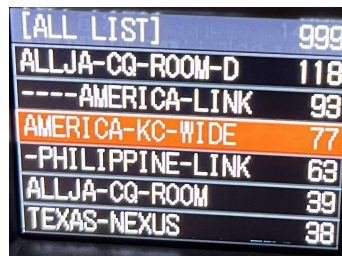 [ALL LIST] 999
ALLJA-CQ-ROOM-D 118
----AMERICA-LINK 93
AMERICA-KC-WIDE 77
-PHILIPPINE-LINK 63
ALLJA-CQ-ROOM 39
TEXAS-NEXUS 38